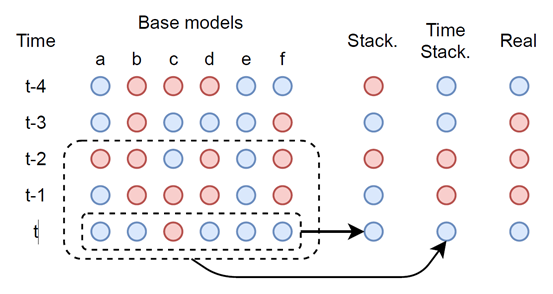 Base models
Time
a b c d e f
Stack.
Time
Stack.
Real
t-4
t-3
t-2
t-1
t